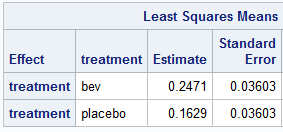 Least Squares Means
Effect treatment Estimate Standard Error
treatment bev 0.2471 0.03603
treatment placebo 0.1629 0.03603